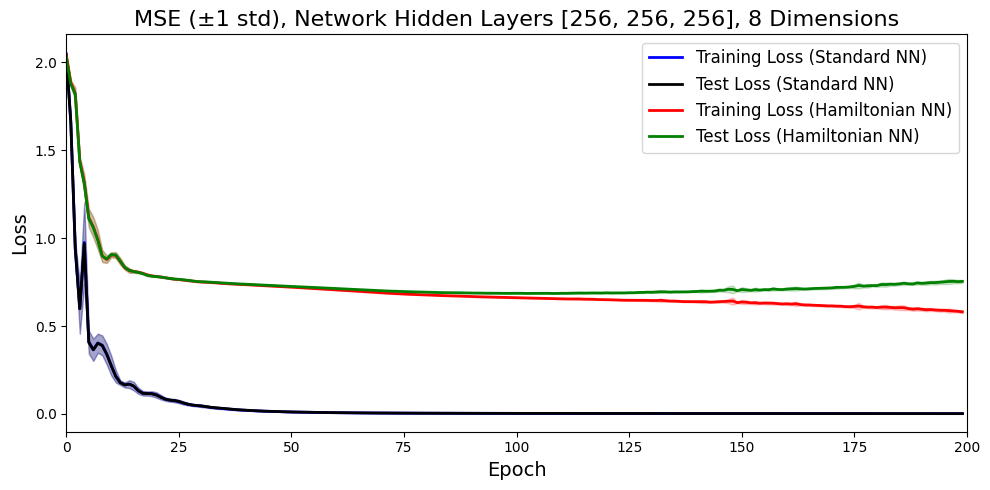 MSE (±1 std), Network Hidden Layers [256, 256, 256], 8 Dimensions
Training Loss (Standard NN)
Test Loss (Standard NN)
Training Loss (Hamiltonian NN)
Test Loss (Hamiltonian NN)
Loss
2.0
1.5
1.0
0.5
0.0
0 25 50 75 100 125 150 175 200
Epoch